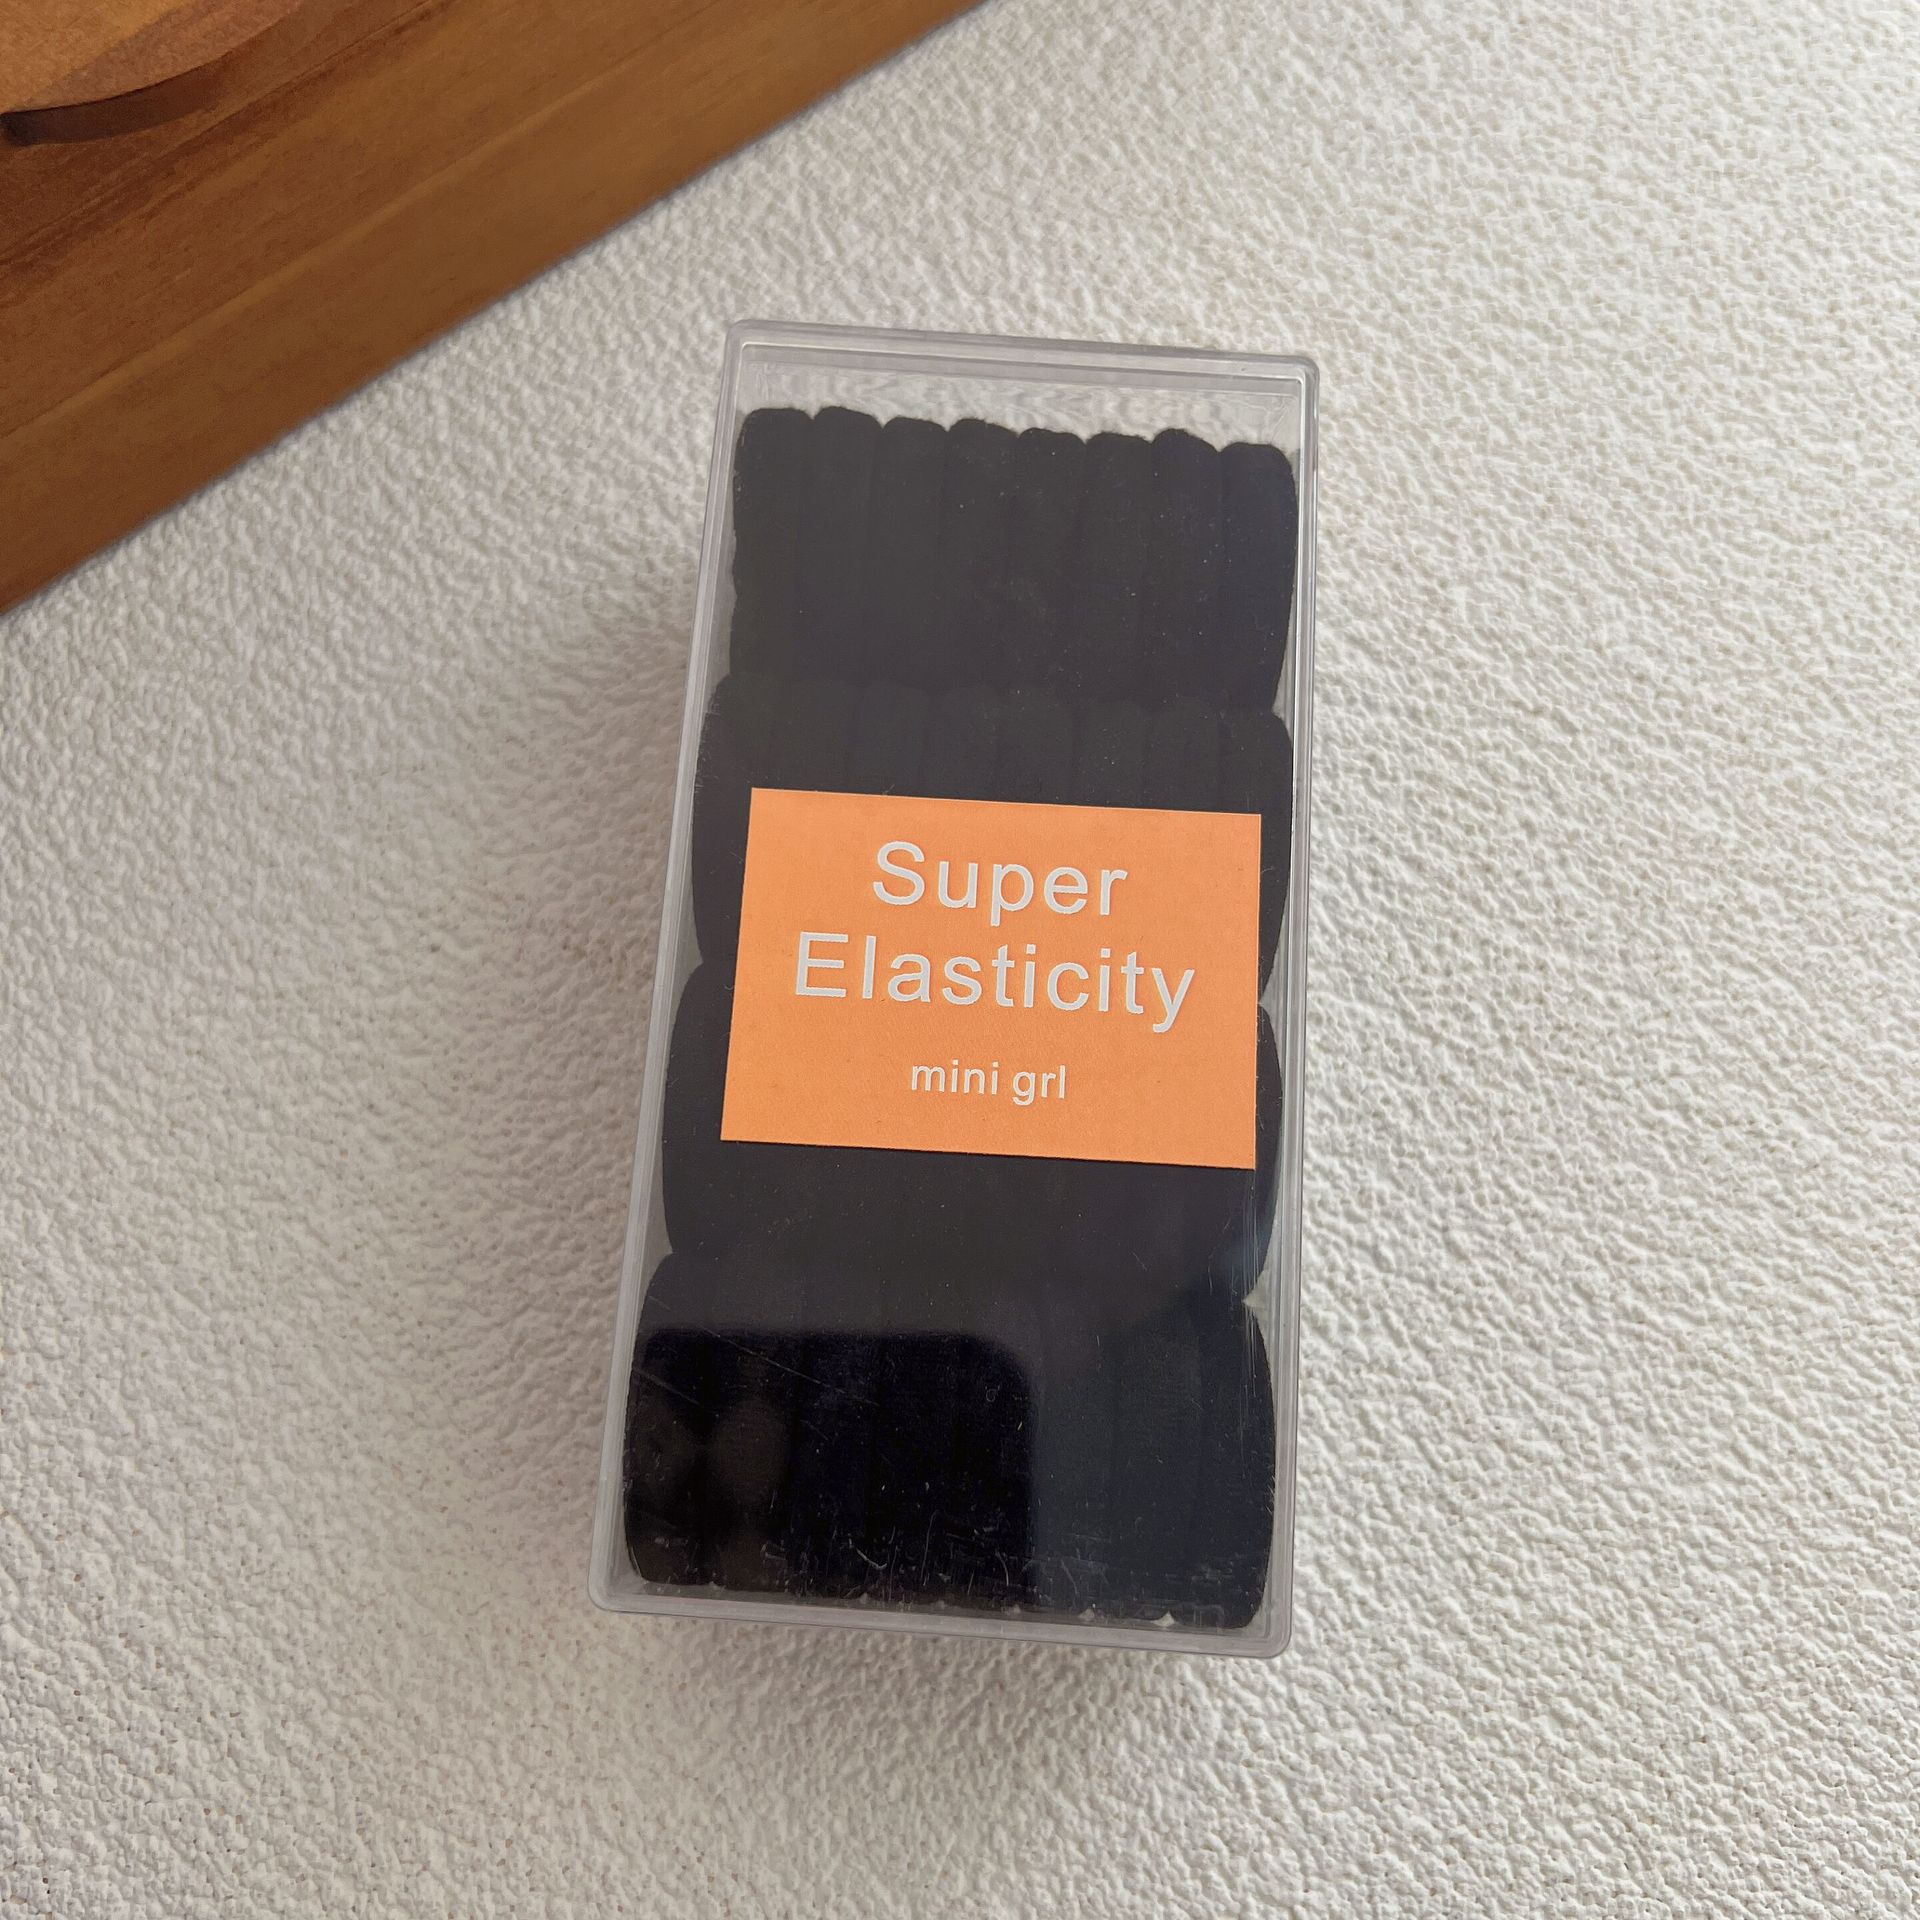 Super
Elasticity
mini grl